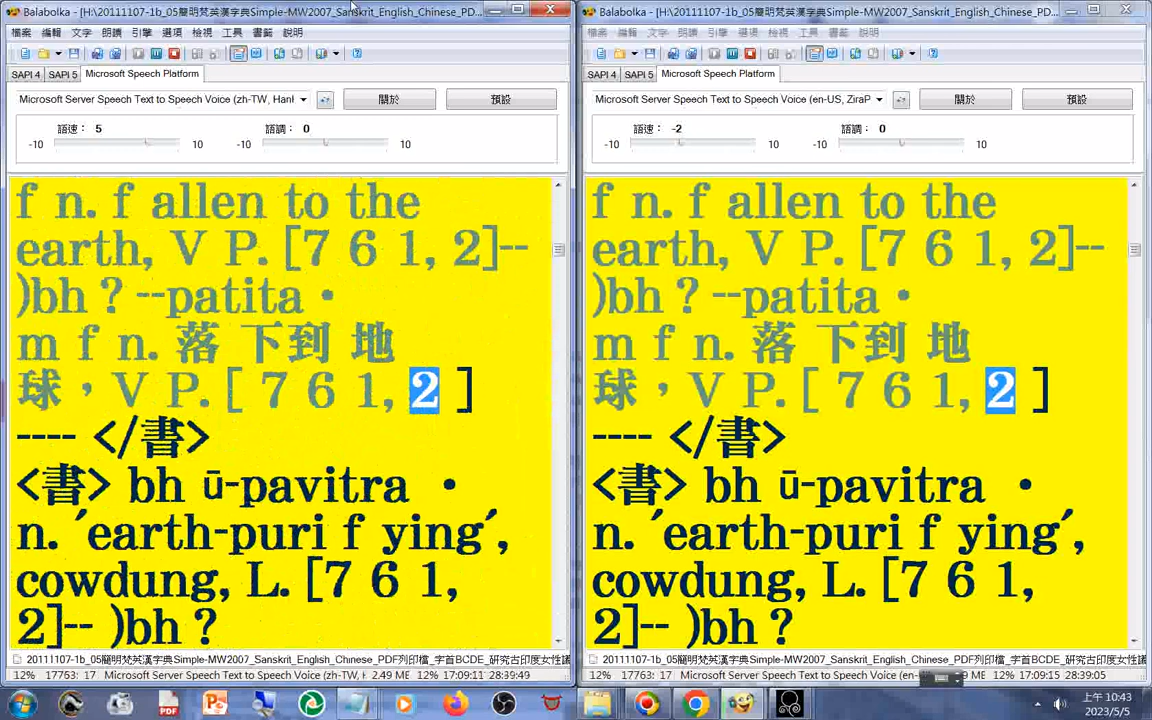 Balabolka - [H:\20111107-1b_05簡明梵英漢字典Simple-MW2007_Sanskrit_English_Chinese_PD...
檔案 編輯 文字 朗讀 引擎 選項 檢視 工具 書籤 說明
SAPI 4 SAPI 5 Microsoft Speech Platform
Microsoft Server Speech Text to Speech Voice (zh-TW, HanH
關於 預設
語速： 5 語調： 0
-10 10 -10 10
f n. f allen to the
earth, V P. [7 6 1, 2]--
)bh ? --patita •
m f n. 落 下到 地
球，V P. [ 7 6 1, 2 ]
---- </書>
<書> bh ū-pavitra •
n. ′earth-puri f ying′,
cowdung, L. [7 6 1,
2]-- )bh ?
20111107-1b_05簡明梵英漢字典Simple-MW2007_Sanskrit_English_Chinese_PDF列印檔_字首BCDE_研究古印度女性議
12% 17763: 17 Microsoft Server Speech Text to Speech Voice (zh-TW, H 2.49 MB 12% 17:09:11 28:39:49
Balabolka - [H:\20111107-1b_05簡明梵英漢字典Simple-MW2007_Sanskrit_English_Chinese_PD...
檔案 編輯 文字 朗讀 引擎 選項 檢視 工具 書籤 說明
SAPI 4 SAPI 5 Microsoft Speech Platform
Microsoft Server Speech Text to Speech Voice (en-US, ZiraP
關於 預設
語速： -2 語調： 0
-10 10 -10 10
f n. f allen to the
earth, V P. [7 6 1, 2]--
)bh ? --patita •
m f n. 落 下到 地
球，V P. [ 7 6 1, 2 ]
---- </書>
<書> bh ū-pavitra •
n. ′earth-puri f ying′,
cowdung, L. [7 6 1,
2]-- )bh ?
20111107-1b_05簡明梵英漢字典Simple-MW2007_Sanskrit_English_Chinese_PDF列印檔_字首BCDE_研究古印度女性議
12% 17763: 17 Microsoft Server Speech Text to Speech Voice (en-US, 12% 17:09:15 28:39:05
上午 10:43
2023/5/5